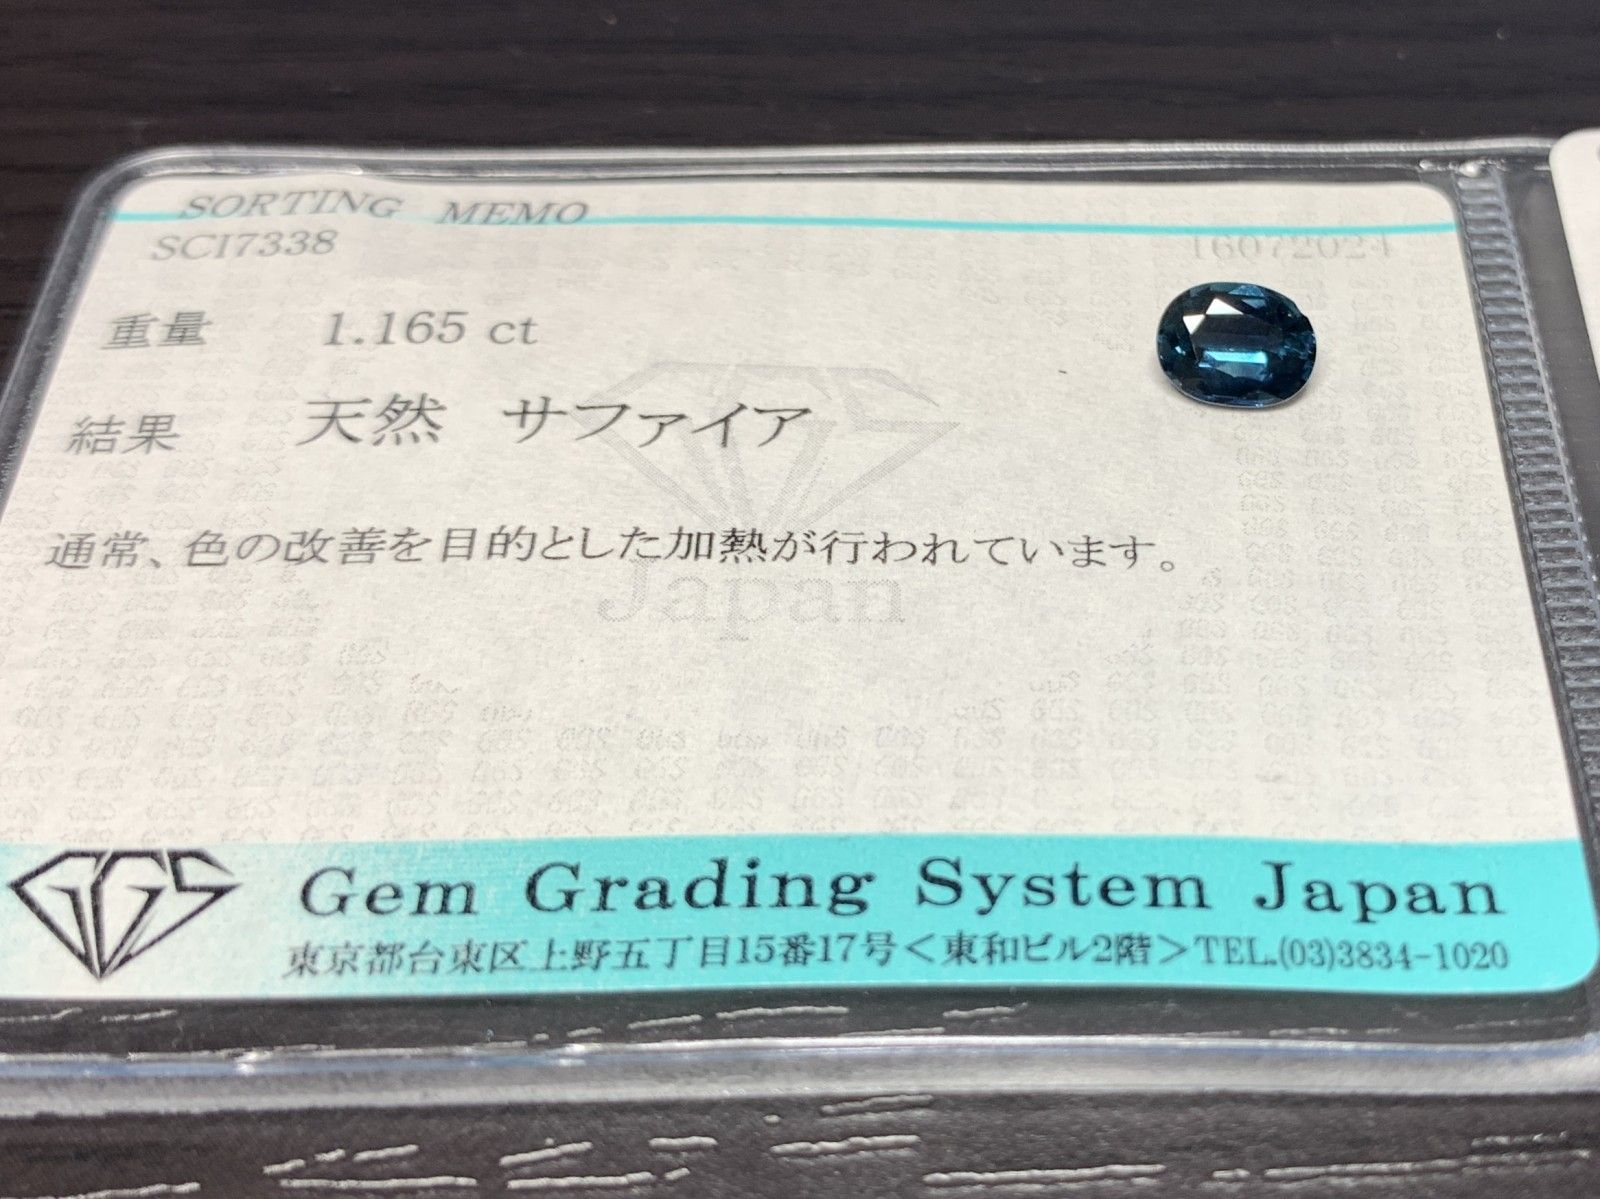 SORTING MEMO
SCI7338
16072024
重量 1.165 ct
結果 天然 サファイア
通常、色の改善を目的とした加熱が行われています。
GGS
Japan
GGS
Gem Grading System Japan
東京都台東区上野五丁目15番17号＜東和ビル2階＞TEL.(03)3834-1020